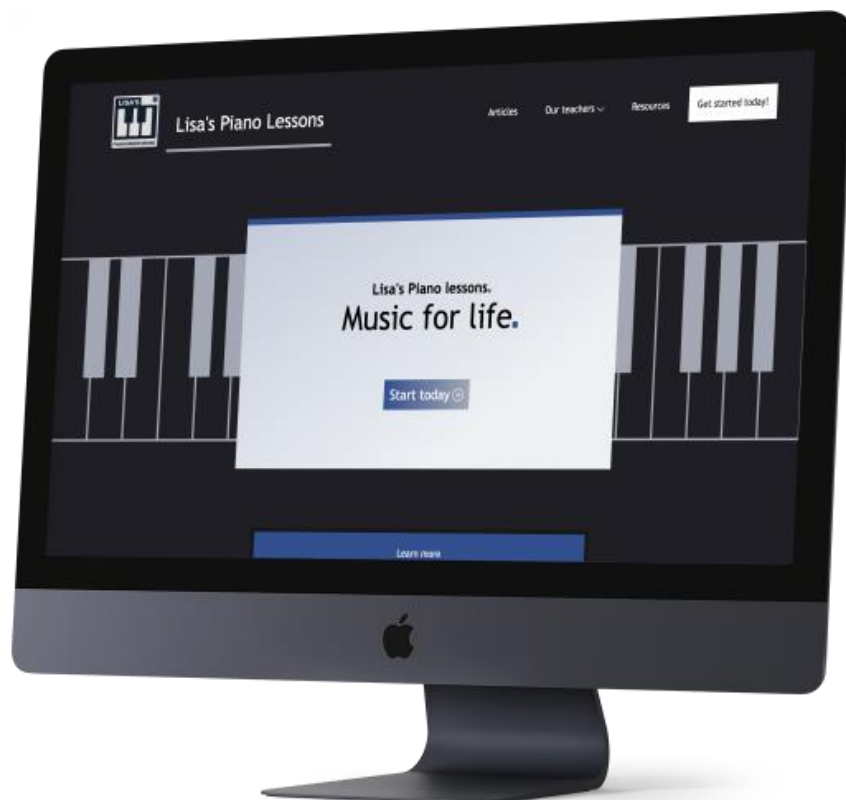 LISA'S
Lisa's Piano Lessons
Articles
Our teachers
Resources
Get started today!
Lisa's Piano lessons.
Music for life.
Start today
Learn more